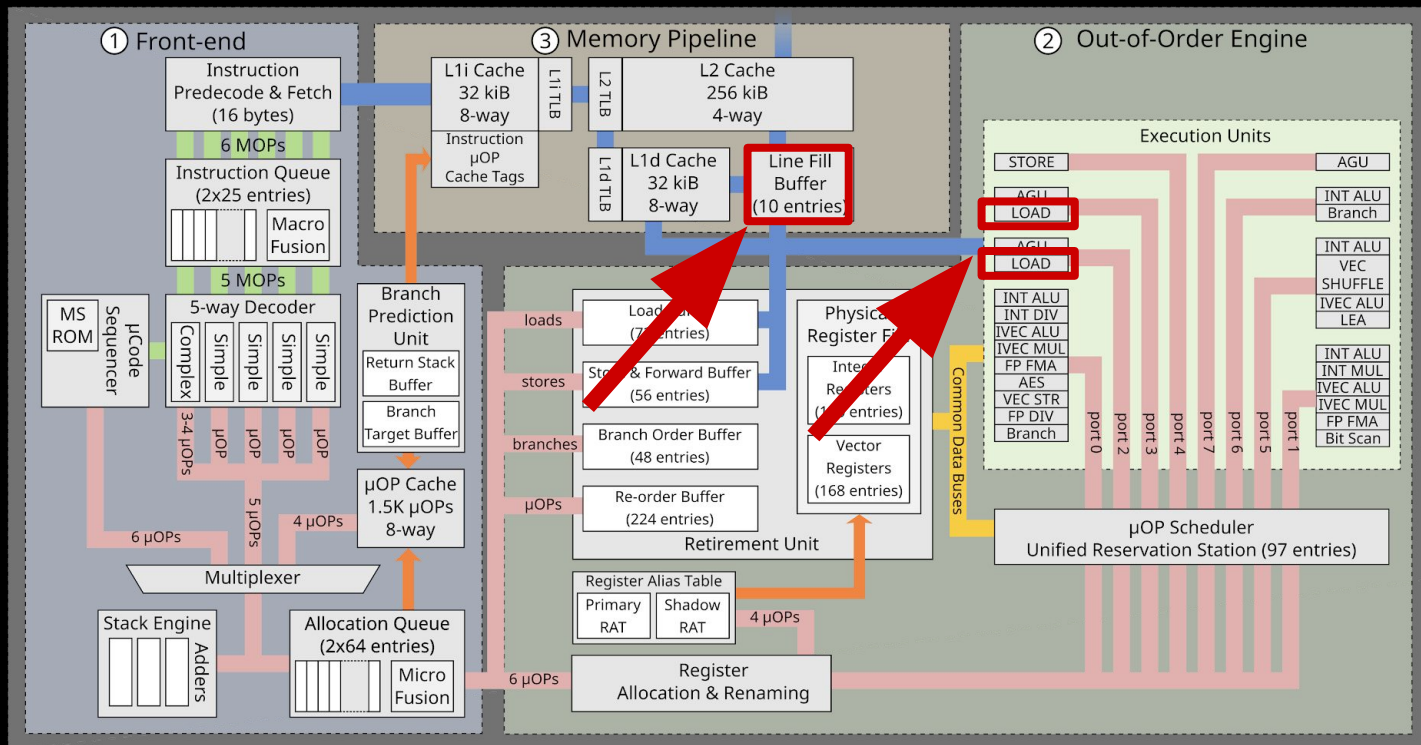 ① Front-end
Instruction
Predecode & Fetch
(16 bytes)
6 MOPs
Instruction Queue
(2x25 entries)
Macro
Fusion
5 MOPs
MS
ROM
µCode
Sequencer
5-way Decoder
Complex
Simple
Simple
Simple
Simple
3-4 µOPs
µOP
µOP
µOP
µOP
5 µOPs
6 µOPs
4 µOPs
Branch
Prediction
Unit
Return Stack
Buffer
Branch
Target Buffer
µOP Cache
1.5K µOPs
8-way
Multiplexer
Stack Engine
Adders
Allocation Queue
(2x64 entries)
Micro
Fusion
③ Memory Pipeline
L1i Cache
32 kiB
8-way
L1i TLB
Instruction
µOP
Cache Tags
L2 TLB
L2 Cache
256 kiB
4-way
L1d TLB
L1d Cache
32 kiB
8-way
Line Fill
Buffer
(10 entries)
② Out-of-Order Engine
Execution Units
STORE
AGU
LOAD
AGU
LOAD
INT ALU
INT DIV
IVEC ALU
IVEC MUL
FP FMA
AES
VEC STR
FP DIV
Branch
AGU
INT ALU
Branch
INT ALU
VEC
SHUFFLE
IVEC ALU
LEA
INT ALU
INT MUL
IVEC ALU
IVEC MUL
FP FMA
Bit Scan
port 0
port 2
port 3
port 4
port 7
port 6
port 5
port 1
Common Data Buses
µOP Scheduler
Unified Reservation Station (97 entries)
loads
stores
branches
µOPs
Load
entries)
& Forward Buffer
(56 entries)
Branch Order Buffer
(48 entries)
Re-order Buffer
(224 entries)
Retirement Unit
Register
entries)
Vector
Registers
(168 entries)
Register Alias Table
Primary
RAT
Shadow
RAT
4 µOPs
6 µOPs
Register
Allocation & Renaming